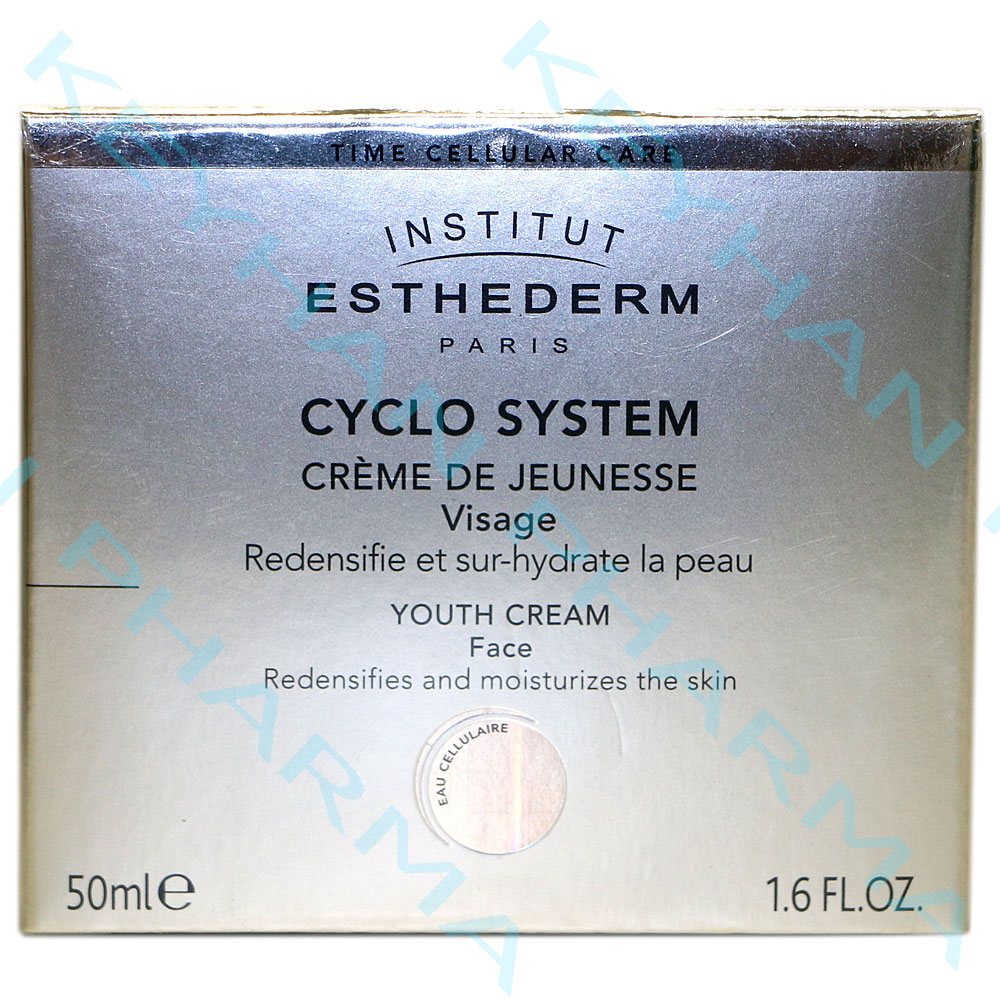 TIME CELLULAR CARE
INSTITUT
ESTHEDERM
PARIS
CYCLO SYSTEM
CRÈME DE JEUNESSE
Visage
Redensifie et sur-hydrate la peau
YOUTH CREAM
Face
Redensifies and moisturizes the skin
EAU CELLULAIRE
50ml℮
1.6 FL.OZ.
KEYHAN PHARMA
KEYHAN PHARMA